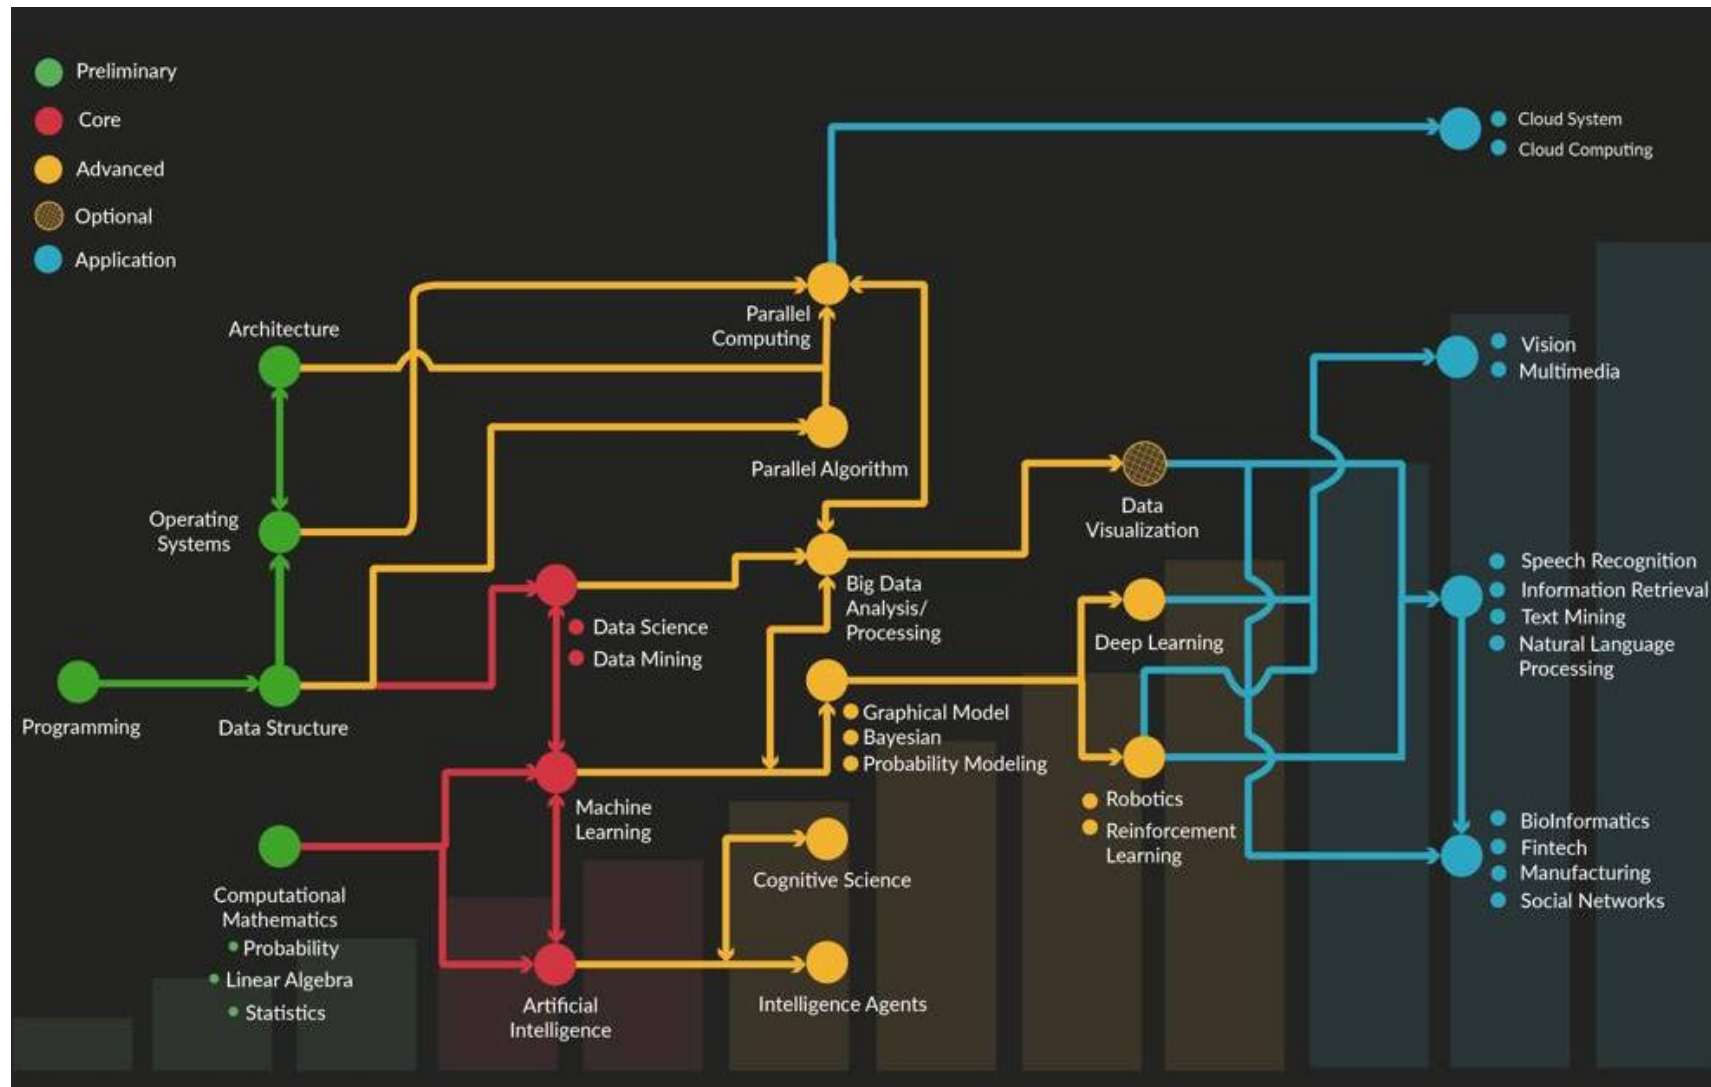 Preliminary
Core
Advanced
Optional
Application
Cloud System
Cloud Computing
Architecture
Parallel
Computing
Vision
Multimedia
Parallel Algorithm
Operating
Systems
Data
Visualization
Big Data
Analysis/
Processing
Speech Recognition
Information Retrieval
Text Mining
Natural Language
Processing
Data Science
Data Mining
Deep Learning
Programming
Data Structure
Graphical Model
Bayesian
Probability Modeling
Machine
Learning
Robotics
Reinforcement
Learning
BioInformatics
Fintech
Manufacturing
Social Networks
Computational
Mathematics
Probability
Linear Algebra
Statistics
Cognitive Science
Artificial
Intelligence
Intelligence Agents